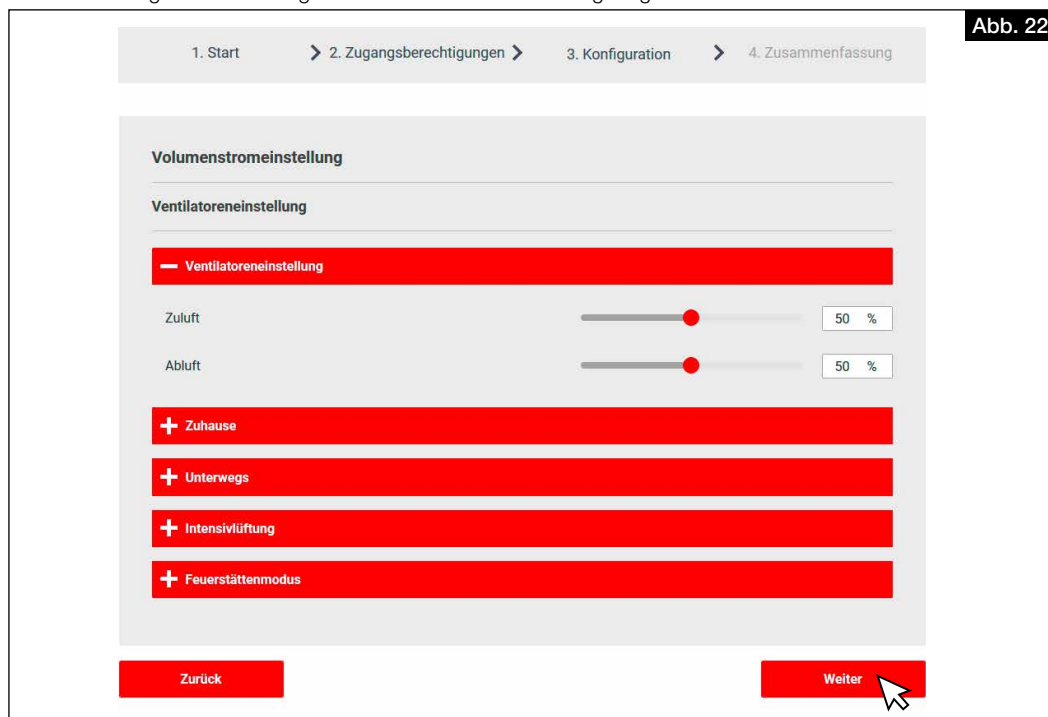 Abb. 22
1. Start > 2. Zugangsberechtigungen > 3. Konfiguration > 4. Zusammenfassung
Volumenstromeinstellung
Ventilatoreneinstellung
Ventilatoreneinstellung
Zuluft 50 %
Abluft 50 %
Zuhause
Unterwegs
Intensivlüftung
Feuerstättenmodus
Zurück Weiter